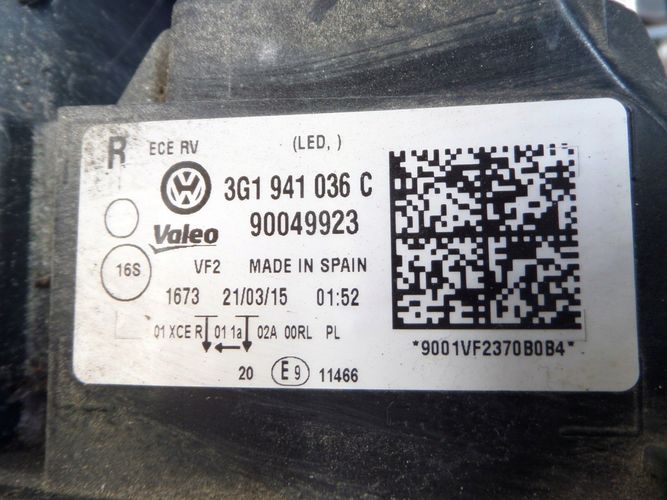 R ECE RV (LED, )
3G1 941 036 C
Valeo 90049923
16S VF2 MADE IN SPAIN
1673 21/03/15 01:52
01 XCE R 01 1a 02A 00RL PL
*9001VF2370B0B4*
20 E9 11466